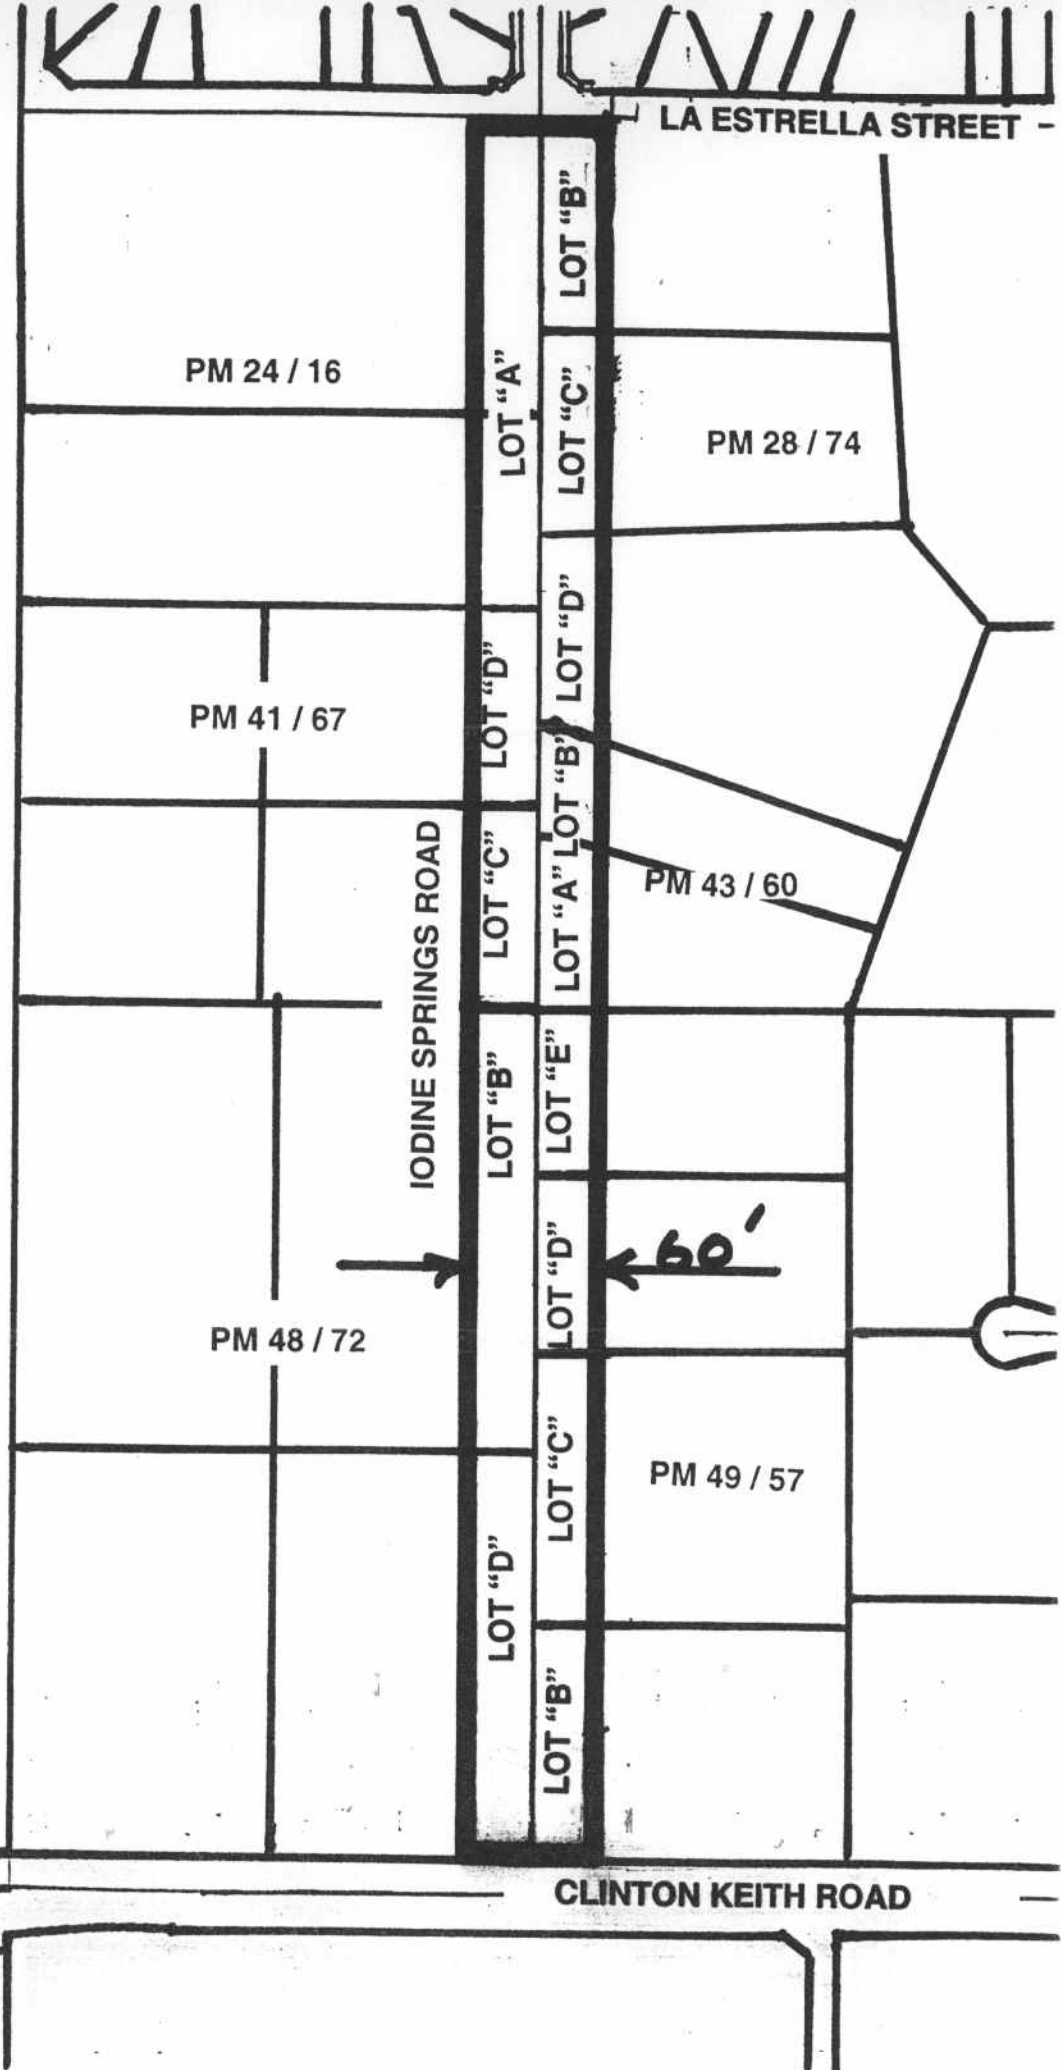 LA ESTRELLA STREET
LOT “B”
PM 24 / 16
LOT “A”
LOT “C”
PM 28 / 74
LOT “D”
LOT “D”
PM 41 / 67
LOT “B”
LOT “C”
LOT “A”
PM 43 / 60
IODINE SPRINGS ROAD
LOT “B”
LOT “E”
LOT “D”
60'
PM 48 / 72
LOT “C”
PM 49 / 57
LOT “D”
LOT “B”
CLINTON KEITH ROAD